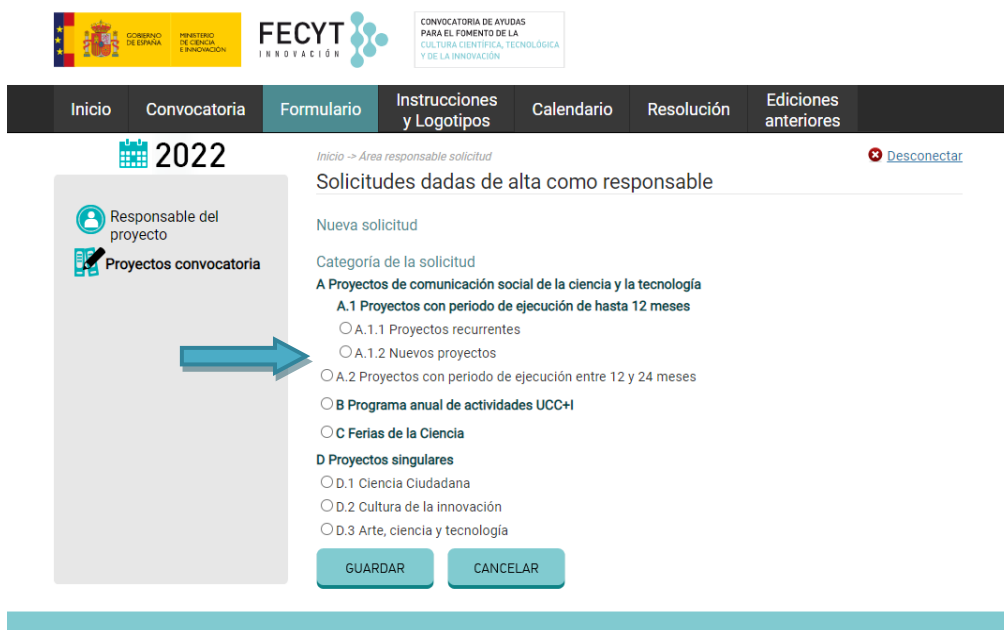 GOBIERNO
DE ESPAÑA
MINISTERIO
DE CIENCIA
E INNOVACIÓN
FECYT
INNOVACIÓN
CONVOCATORIA DE AYUDAS
PARA EL FOMENTO DE LA
CULTURA CIENTÍFICA, TECNOLÓGICA
Y DE LA INNOVACIÓN
Inicio
Convocatoria
Formulario
Instrucciones
y Logotipos
Calendario
Resolución
Ediciones
anteriores
2022
Responsable del
proyecto
Proyectos convocatoria
Inicio -> Área responsable solicitud
Desconectar
Solicitudes dadas de alta como responsable
Nueva solicitud
Categoría de la solicitud
A Proyectos de comunicación social de la ciencia y la tecnología
A.1 Proyectos con periodo de ejecución de hasta 12 meses
A.1.1 Proyectos recurrentes
A.1.2 Nuevos proyectos
A.2 Proyectos con periodo de ejecución entre 12 y 24 meses
B Programa anual de actividades UCC+I
C Ferias de la Ciencia
D Proyectos singulares
D.1 Ciencia Ciudadana
D.2 Cultura de la innovación
D.3 Arte, ciencia y tecnología
GUARDAR
CANCELAR